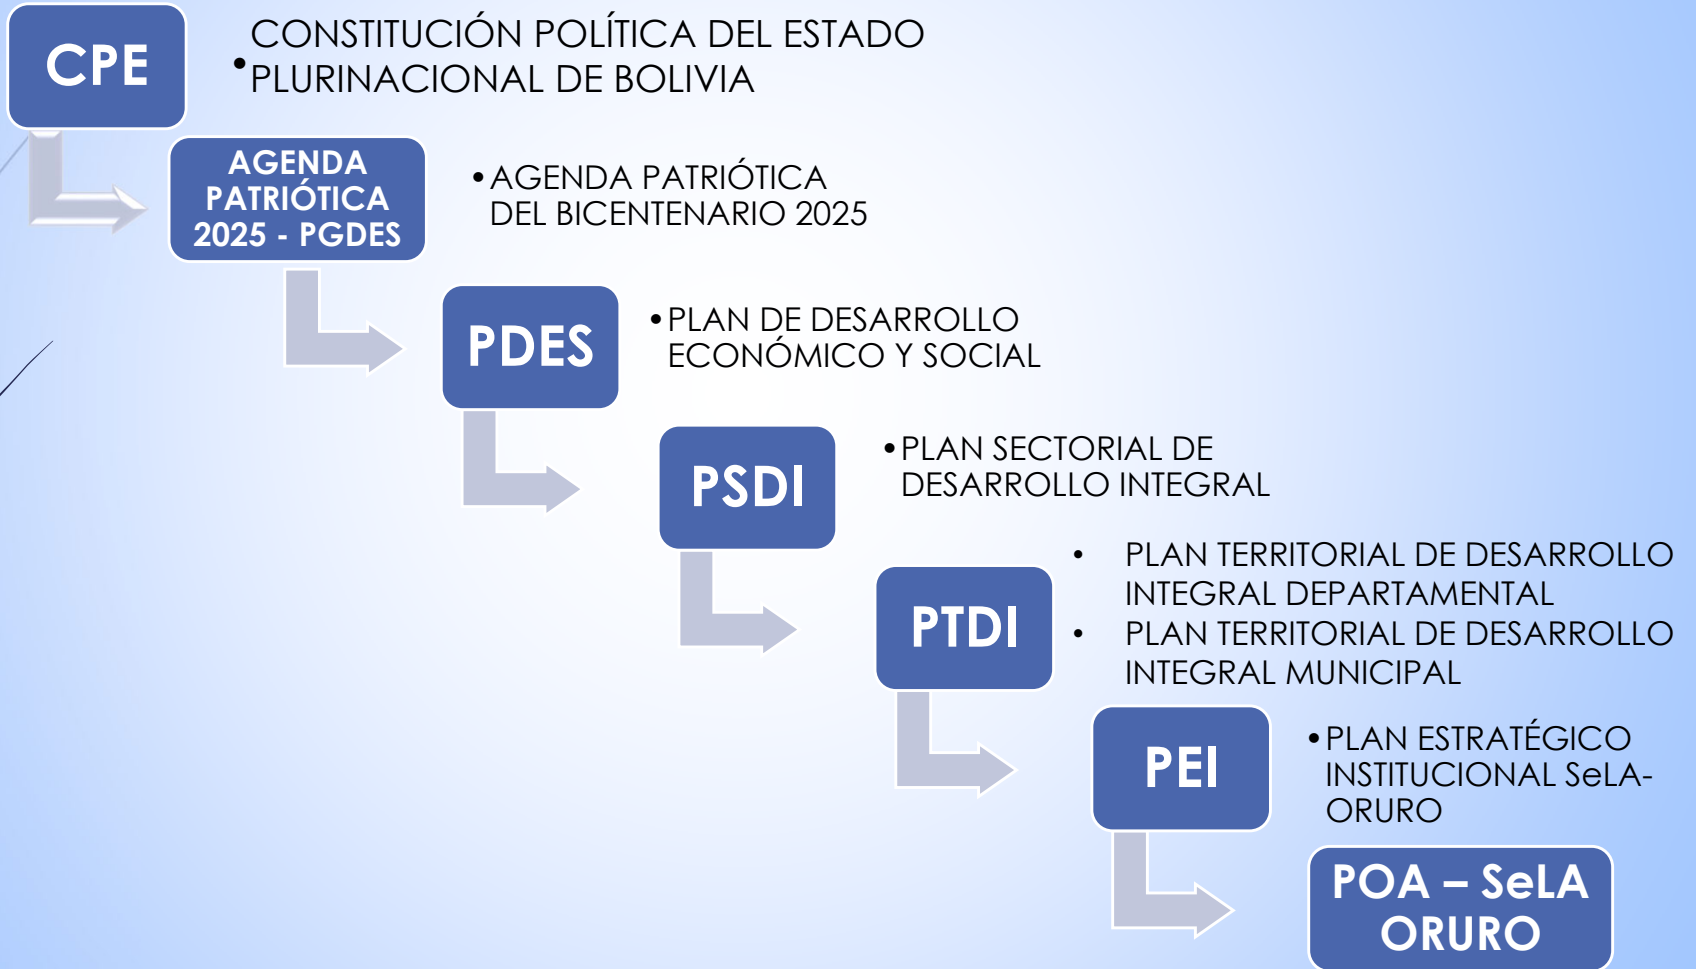 CPE
CONSTITUCIÓN POLÍTICA DEL ESTADO
•PLURINACIONAL DE BOLIVIA
AGENDA
PATRIÓTICA
2025 - PGDES
•AGENDA PATRIÓTICA
DEL BICENTENARIO 2025
PDES
•PLAN DE DESARROLLO
ECONÓMICO Y SOCIAL
PSDI
•PLAN SECTORIAL DE
DESARROLLO INTEGRAL
PTDI
• PLAN TERRITORIAL DE DESARROLLO
INTEGRAL DEPARTAMENTAL
• PLAN TERRITORIAL DE DESARROLLO
INTEGRAL MUNICIPAL
PEI
•PLAN ESTRATÉGICO
INSTITUCIONAL SeLA-
ORURO
POA – SeLA
ORURO